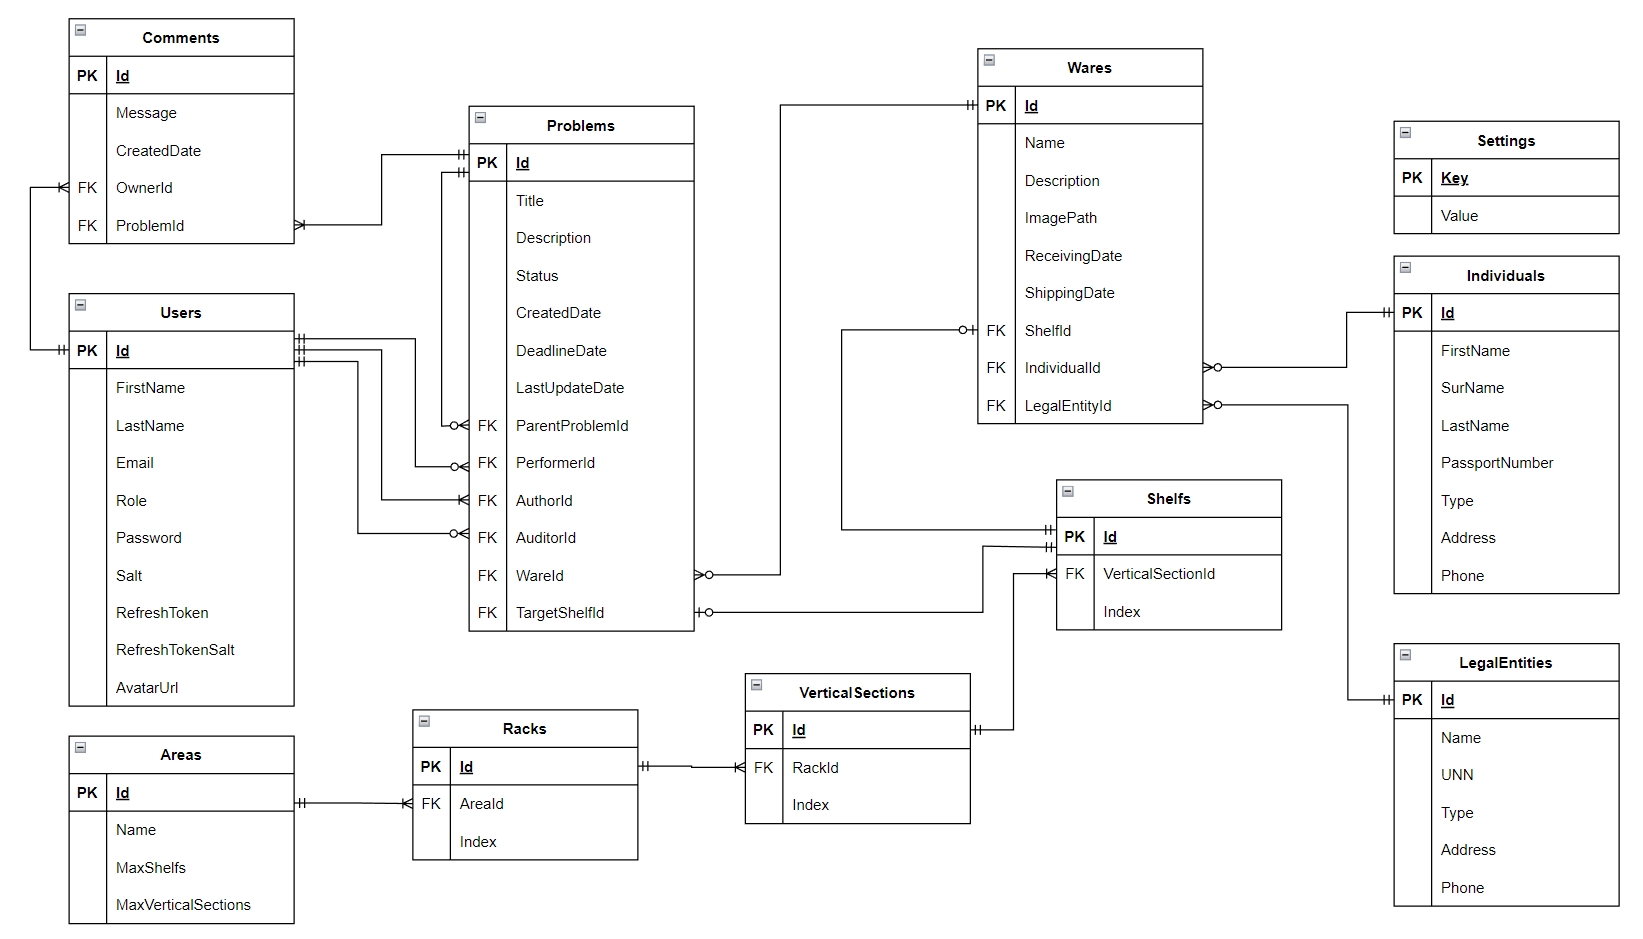 Comments
PK Id
Message
CreatedDate
FK OwnerId
FK ProblemId
Users
PK Id
FirstName
LastName
Email
Role
Password
Salt
RefreshToken
RefreshTokenSalt
AvatarUrl
Areas
PK Id
Name
MaxShelfs
MaxVerticalSections
Problems
PK Id
Title
Description
Status
CreatedDate
DeadlineDate
LastUpdateDate
FK ParentProblemId
FK PerformerId
FK AuthorId
FK AuditorId
FK WareId
FK TargetShelfId
Racks
PK Id
FK AreaId
Index
VerticalSections
PK Id
FK RackId
Index
Wares
PK Id
Name
Description
ImagePath
ReceivingDate
ShippingDate
FK ShelfId
FK IndividualId
FK LegalEntityId
Shelfs
PK Id
FK VerticalSectionId
Index
Settings
PK Key
Value
Individuals
PK Id
FirstName
SurName
LastName
PassportNumber
Type
Address
Phone
LegalEntities
PK Id
Name
UNN
Type
Address
Phone